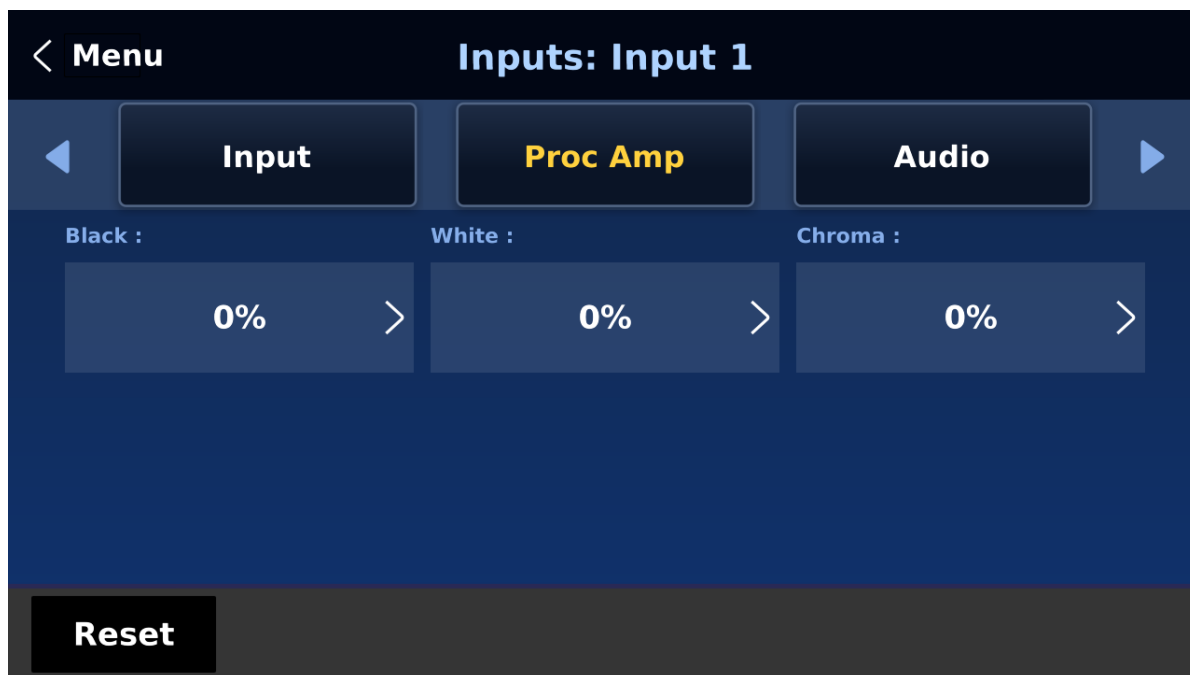 Menu
Inputs: Input 1
Input
Proc Amp
Audio
Black :
White :
Chroma :
0%
0%
0%
Reset